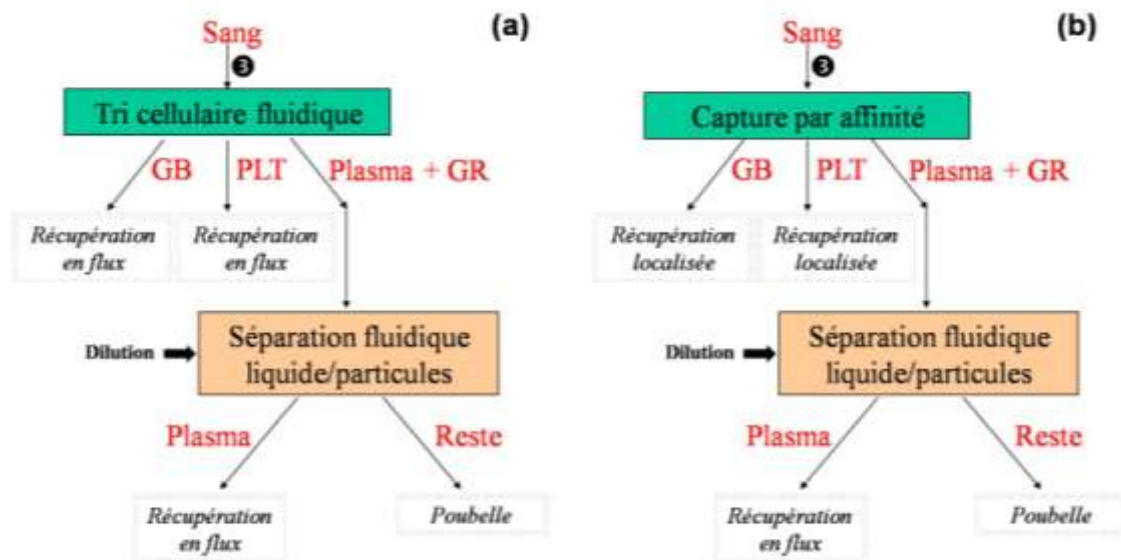 (a)
Sang
❸
Tri cellulaire fluidique
GB
PLT
Plasma + GR
Récupération
en flux
Récupération
en flux
Dilution
Séparation fluidique
liquide/particules
Plasma
Reste
Récupération
en flux
Poubelle
(b)
Sang
❸
Capture par affinité
GB
PLT
Plasma + GR
Récupération
localisée
Récupération
localisée
Dilution
Séparation fluidique
liquide/particules
Plasma
Reste
Récupération
en flux
Poubelle